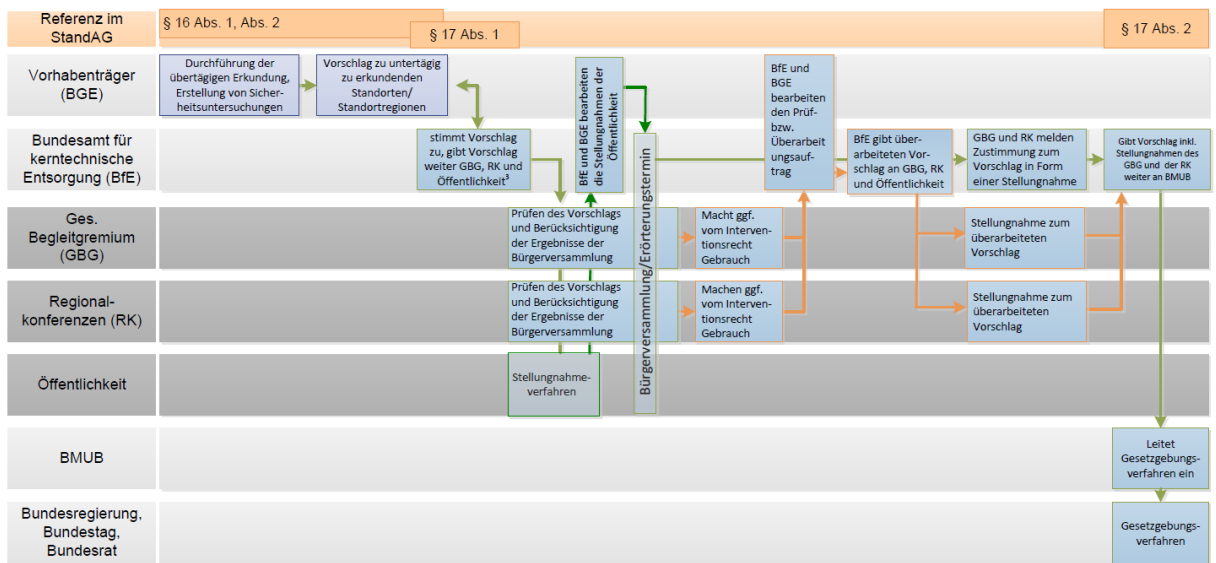 Referenz im
StandAG
§ 16 Abs. 1, Abs. 2
§ 17 Abs. 1
§ 17 Abs. 2
Vorhabenträger
(BGE)
Durchführung der
übertägigen Erkundung,
Erstellung von Sicher-
heitsuntersuchungen
Vorschlag zu untertägig
zu erkundenden
Standorten/
Standortregionen
BfE und BGE bearbeiten
die Stellungnahmen der
Öffentlichkeit
BfE und
BGE
bearbeiten
den Prüf-
bzw.
Überarbeit
ungsauf-
trag
Bundesamt für
kerntechnische
Entsorgung (BfE)
stimmt Vorschlag
zu, gibt Vorschlag
weiter GBG, RK und
Öffentlichkeit³
Bürgerversammlung/Erörterungstermin
BfE gibt über-
arbeiteten Vor-
schlag an GBG, RK
und Öffentlichkeit
GBG und RK melden
Zustimmung zum
Vorschlag in Form
einer Stellungnahme
Gibt Vorschlag inkl.
Stellungnahmen des
GBG und der RK
weiter an BMUB
Ges.
Begleitgremium
(GBG)
Prüfen des Vorschlags
und Berücksichtigung
der Ergebnisse der
Bürgerversammlung
Macht ggf.
vom Interven-
tionsrecht
Gebrauch
Stellungnahme zum
überarbeiteten
Vorschlag
Regional-
konferenzen (RK)
Prüfen des Vorschlags
und Berücksichtigung
der Ergebnisse der
Bürgerversammlung
Machen ggf.
vom Interven-
tionsrecht
Gebrauch
Stellungnahme zum
überarbeiteten
Vorschlag
Öffentlichkeit
Stellungnahme-
verfahren
BMUB
Leitet
Gesetzgebungs-
verfahren ein
Bundesregierung,
Bundestag,
Bundesrat
Gesetzgebungs-
verfahren